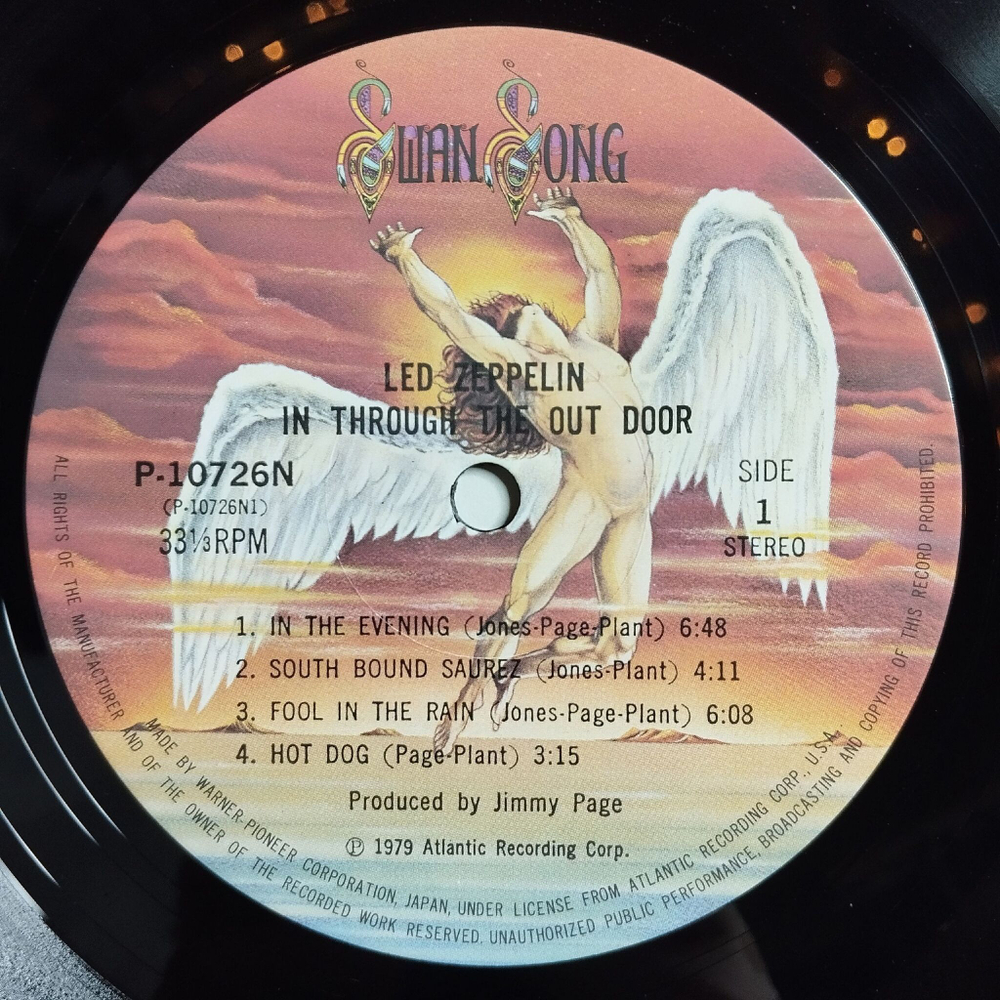 SWAN SONG
LED ZEPPELIN
IN THROUGH THE OUT DOOR
P-10726N
(P-10726N1)
33⅓RPM
SIDE
1
STEREO
1. IN THE EVENING (Jones-Page-Plant) 6:48
2. SOUTH BOUND SAUREZ (Jones-Plant) 4:11
3. FOOL IN THE RAIN (Jones-Page-Plant) 6:08
4. HOT DOG (Page-Plant) 3:15
Produced by Jimmy Page
Ⓟ 1979 Atlantic Recording Corp.
MADE BY WARNER-PIONEER CORPORATION, JAPAN, UNDER LICENSE FROM ATLANTIC RECORDING CORP., U.S.A.
ALL RIGHTS OF THE MANUFACTURER AND OF THE OWNER OF THE RECORDED WORK RESERVED. UNAUTHORIZED PUBLIC PERFORMANCE, BROADCASTING AND COPYING OF THIS RECORD PROHIBITED.